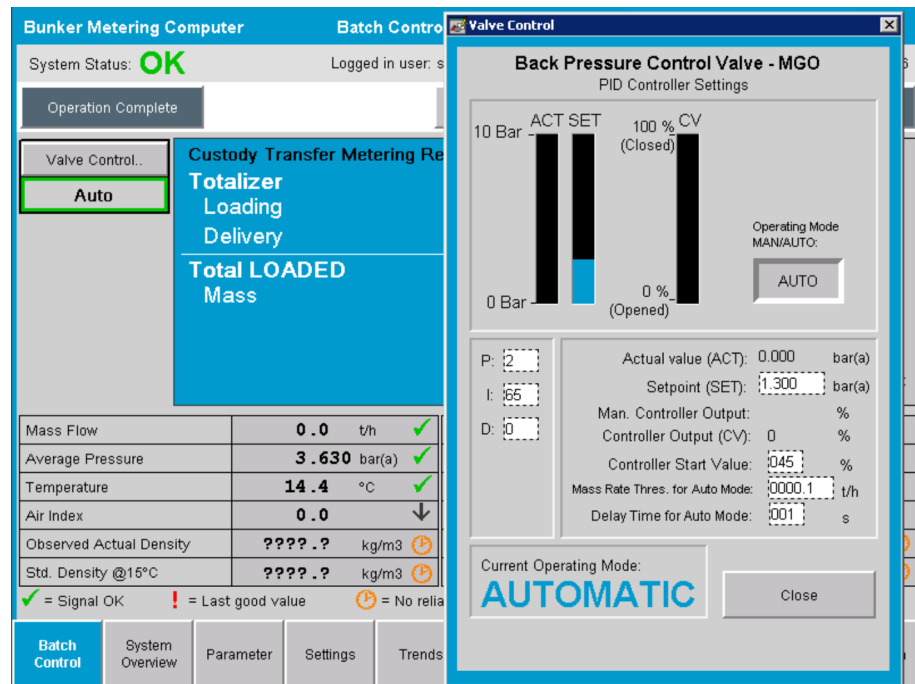 Bunker Metering Computer
Batch Contro
System Status: OK
Logged in user: s
Operation Complete
Valve Control..
Auto
Custody Transfer Metering Re
Totalizer
Loading
Delivery
Total LOADED
Mass
Mass Flow 0.0 t/h
Average Pressure 3.630 bar(a)
Temperature 14.4 °C
Air Index 0.0
Observed Actual Density ????.? kg/m3
Std. Density @15°C ????.? kg/m3
= Signal OK ! = Last good value = No relia
Batch Control
System Overview
Parameter
Settings
Trends
Valve Control
Back Pressure Control Valve - MGO
PID Controller Settings
ACT SET CV
10 Bar
100 %
(Closed)
Operating Mode
MAN/AUTO:
AUTO
0 Bar
0 %
(Opened)
P: 2
I: 65
D: 0
Actual value (ACT): 0.000 bar(a)
Setpoint (SET): 1.300 bar(a)
Man. Controller Output: %
Controller Output (CV): 0 %
Controller Start Value: 045 %
Mass Rate Thres. for Auto Mode: 0000.1 t/h
Delay Time for Auto Mode: 001 s
Current Operating Mode:
AUTOMATIC
Close